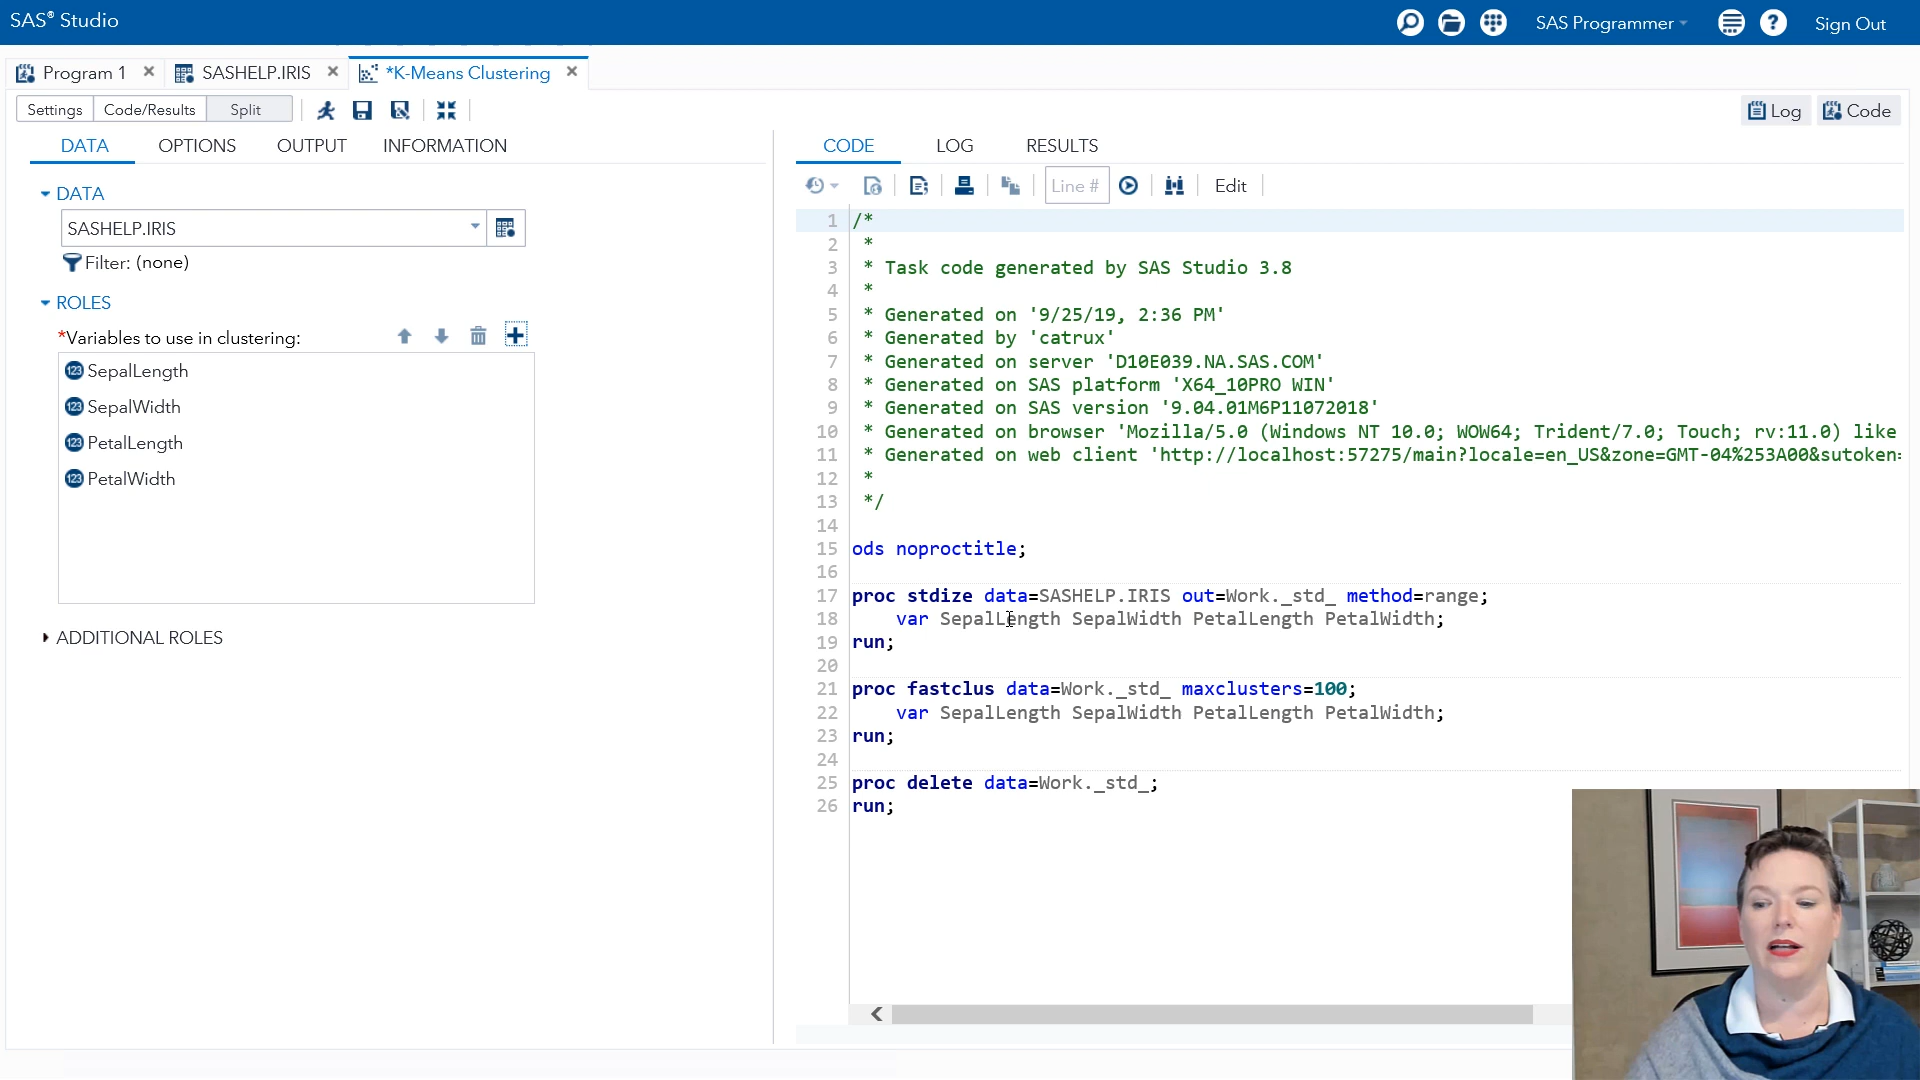 SAS® Studio
SAS Programmer
Sign Out
Program 1
SASHELP.IRIS
*K-Means Clustering
Settings
Code/Results
Split
Log
Code
DATA
OPTIONS
OUTPUT
INFORMATION
CODE
LOG
RESULTS
DATA
SASHELP.IRIS
Filter: (none)
ROLES
*Variables to use in clustering:
SepalLength
SepalWidth
PetalLength
PetalWidth
ADDITIONAL ROLES
Line #
Edit
1 /*
2 *
3 * Task code generated by SAS Studio 3.8
4 *
5 * Generated on '9/25/19, 2:36 PM'
6 * Generated by 'catrux'
7 * Generated on server 'D10E039.NA.SAS.COM'
8 * Generated on SAS platform 'X64_10PRO WIN'
9 * Generated on SAS version '9.04.01M6P11072018'
10 * Generated on browser 'Mozilla/5.0 (Windows NT 10.0; WOW64; Trident/7.0; Touch; rv:11.0) like
11 * Generated on web client 'http://localhost:57275/main?locale=en_US&zone=GMT-04%253A00&sutoken=
12 *
13 */
14
15 ods noproctitle;
16
17 proc stdize data=SASHELP.IRIS out=Work._std_ method=range;
18 var SepalLength SepalWidth PetalLength PetalWidth;
19 run;
20
21 proc fastclus data=Work._std_ maxclusters=100;
22 var SepalLength SepalWidth PetalLength PetalWidth;
23 run;
24
25 proc delete data=Work._std_;
26 run;